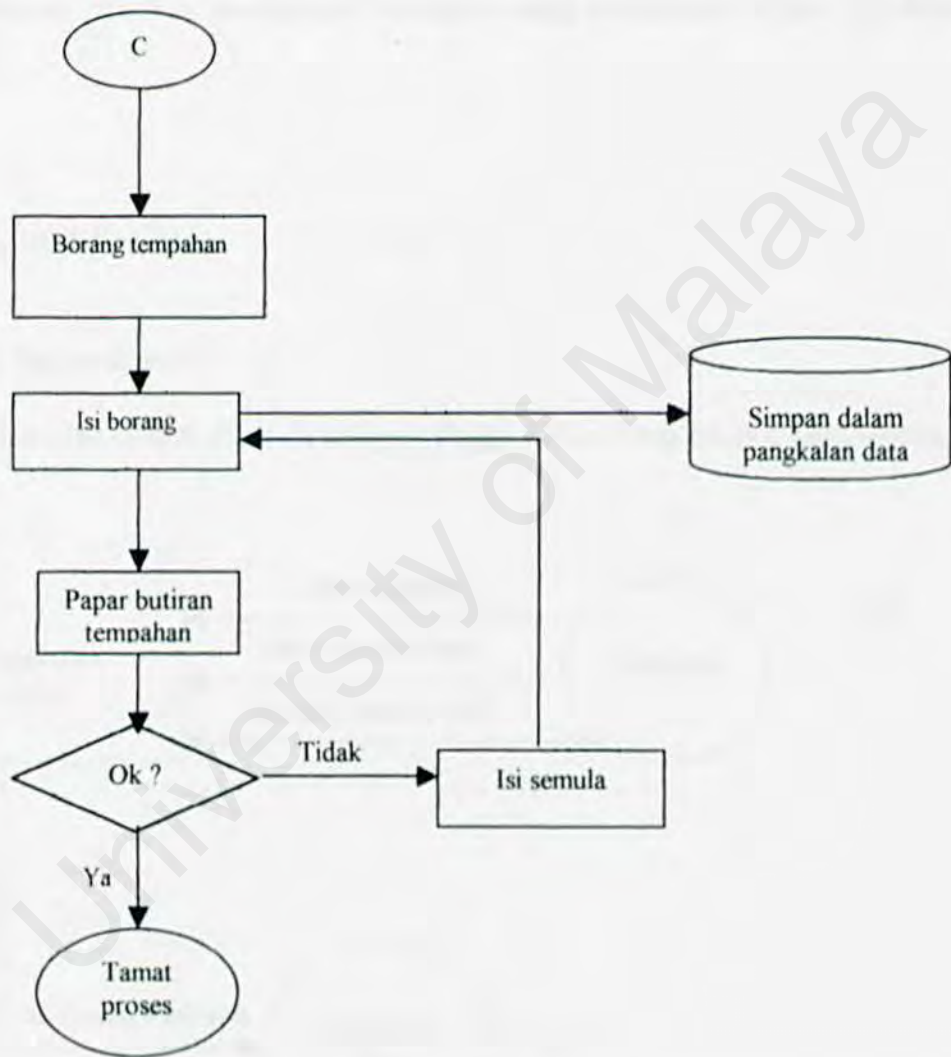 C
Borang tempahan
Isi borang
Simpan dalam
pangkalan data
Papar butiran
tempahan
Ok ?
Tidak
Isi semula
Ya
Tamat
proses
University of Malaya